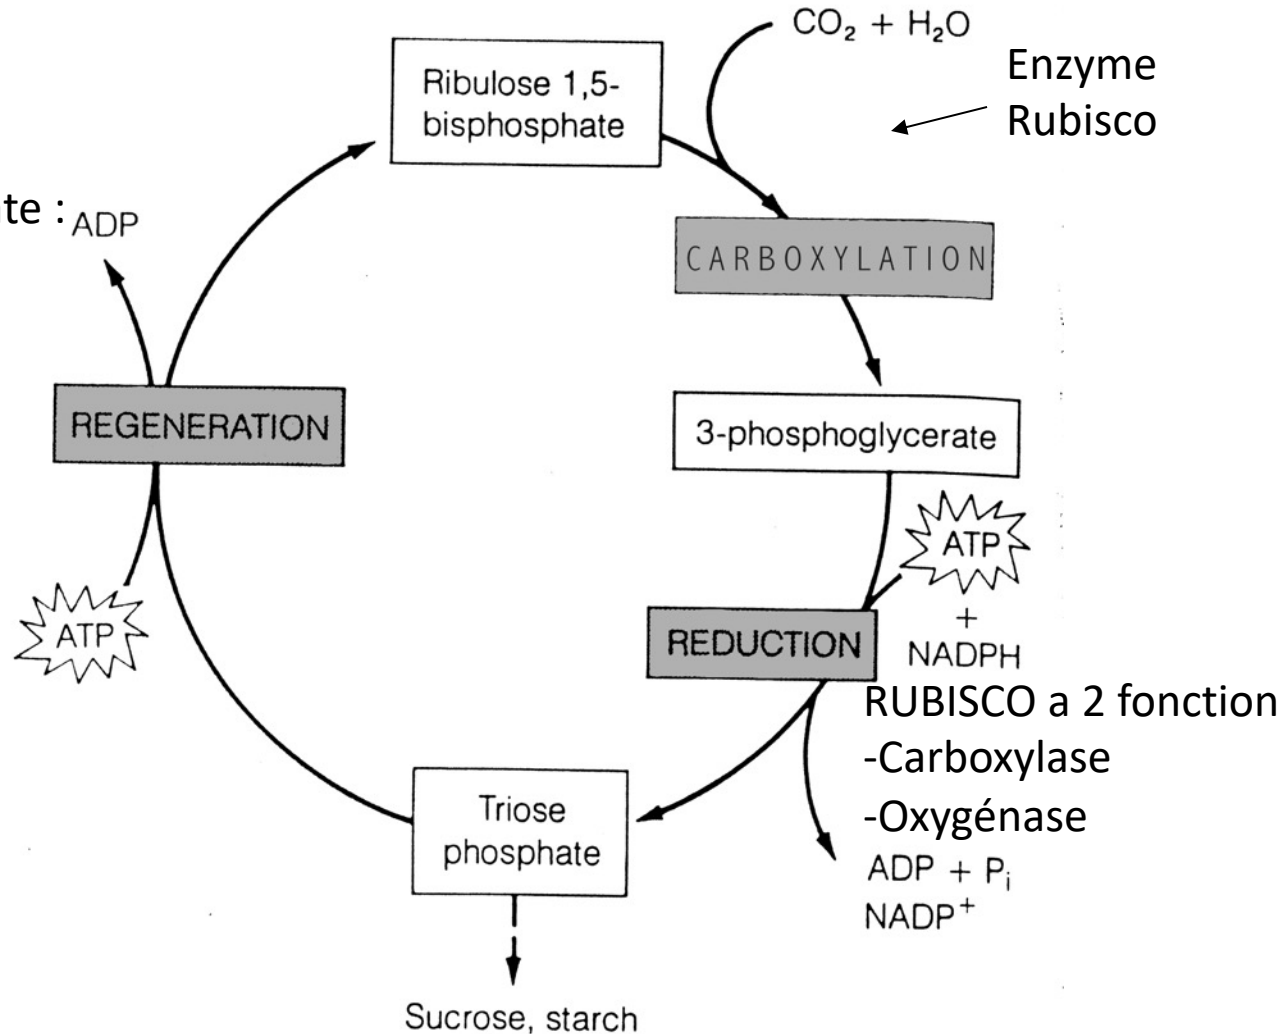 CO₂ + H₂O
Enzyme
Rubisco
Ribulose 1,5-
bisphosphate
:
ADP
CARBOXYLATION
REGENERATION
3-phosphoglycerate
ATP
+
NADPH
ATP
REDUCTION
RUBISCO a 2 fonction
-Carboxylase
-Oxygénase
ADP + Pᵢ
NADP⁺
Triose
phosphate
Sucrose, starch